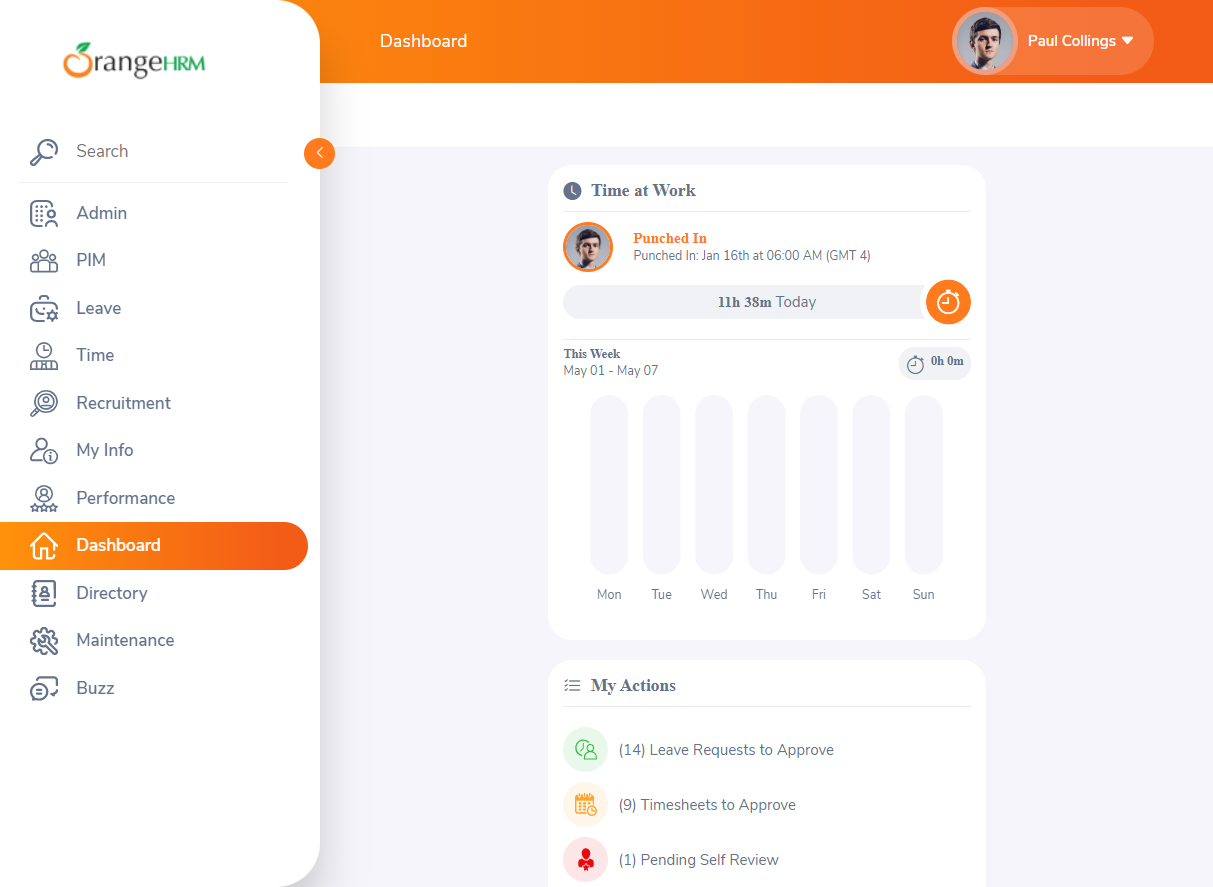 OrangeHRM
Search
Admin
PIM
Leave
Time
Recruitment
My Info
Performance
Dashboard
Directory
Maintenance
Buzz
Dashboard
Paul Collings
Time at Work
Punched In
Punched In: Jan 16th at 06:00 AM (GMT 4)
11h 38m Today
This Week
May 01 - May 07
0h 0m
Mon Tue Wed Thu Fri Sat Sun
My Actions
(14) Leave Requests to Approve
(9) Timesheets to Approve
(1) Pending Self Review